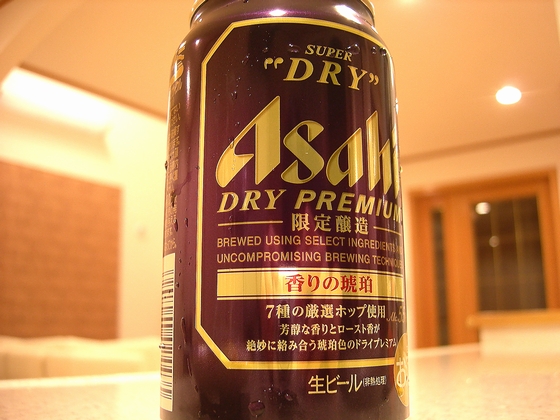 SUPER
"DRY"
Asahi
DRY PREMIUM
限定醸造
BREWED USING SELECT INGREDIENTS
UNCOMPROMISING BREWING
香りの琥珀
7種の厳選ホップ使用
芳醇な香りとロースト香が
絶妙に絡み合う琥珀色のドライプレミアム
生ビール(非熱処理)